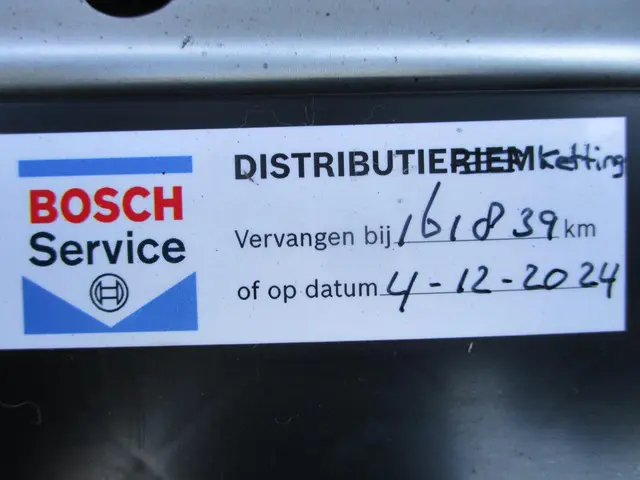 BOSCH
Service
DISTRIBUTIERIEM Ketting
Vervangen bij 161839 km
of op datum 4-12-2024